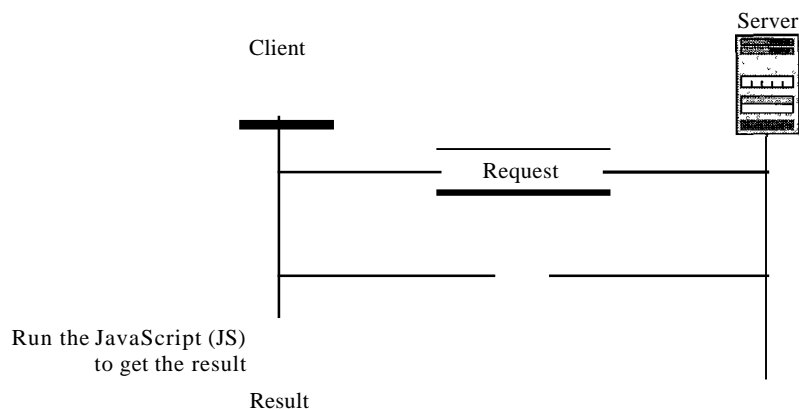 Server
Client
Request
Run the JavaScript (JS)
to get the result
Result